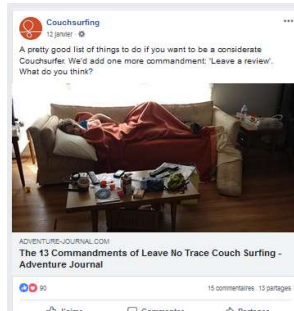 Couchsurfing
12 janvier
A pretty good list of things to do if you want to be a considerate
Couchsurfer. We'd add one more commandment: 'Leave a review'.
What do you think?
ADVENTURE-JOURNAL.COM
The 13 Commandments of Leave No Trace Couch Surfing -
Adventure Journal
90
15 commentaires 13 partages
J'aime Commenter Partager